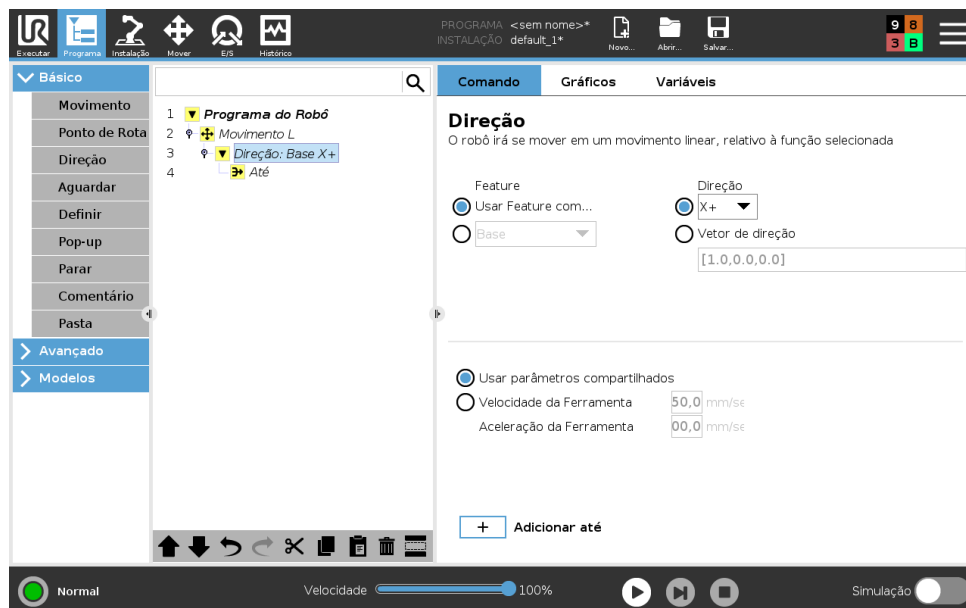 PROGRAMA <sem nome>*
INSTALAÇÃO default_1*
Executar Programa Instalação Mover E/S Histórico Novo... Abrir... Salvar...
9 8
3 B
Básico
Movimento
Ponto de Rota
Direção
Aguardar
Definir
Pop-up
Parar
Comentário
Pasta
Avançado
Modelos
1 Programa do Robô
2 Movimento L
3 Direção: Base X+
4 Até
Comando Gráficos Variáveis
Direção
O robô irá se mover em um movimento linear, relativo à função selecionada
Feature Direção
Usar Feature com... X+
Base Vetor de direção
[1.0,0.0,0.0]
Usar parâmetros compartilhados
Velocidade da Ferramenta 50,0 mm/se
Aceleração da Ferramenta 00,0 mm/se
+ Adicionar até
Normal Velocidade 100% Simulação